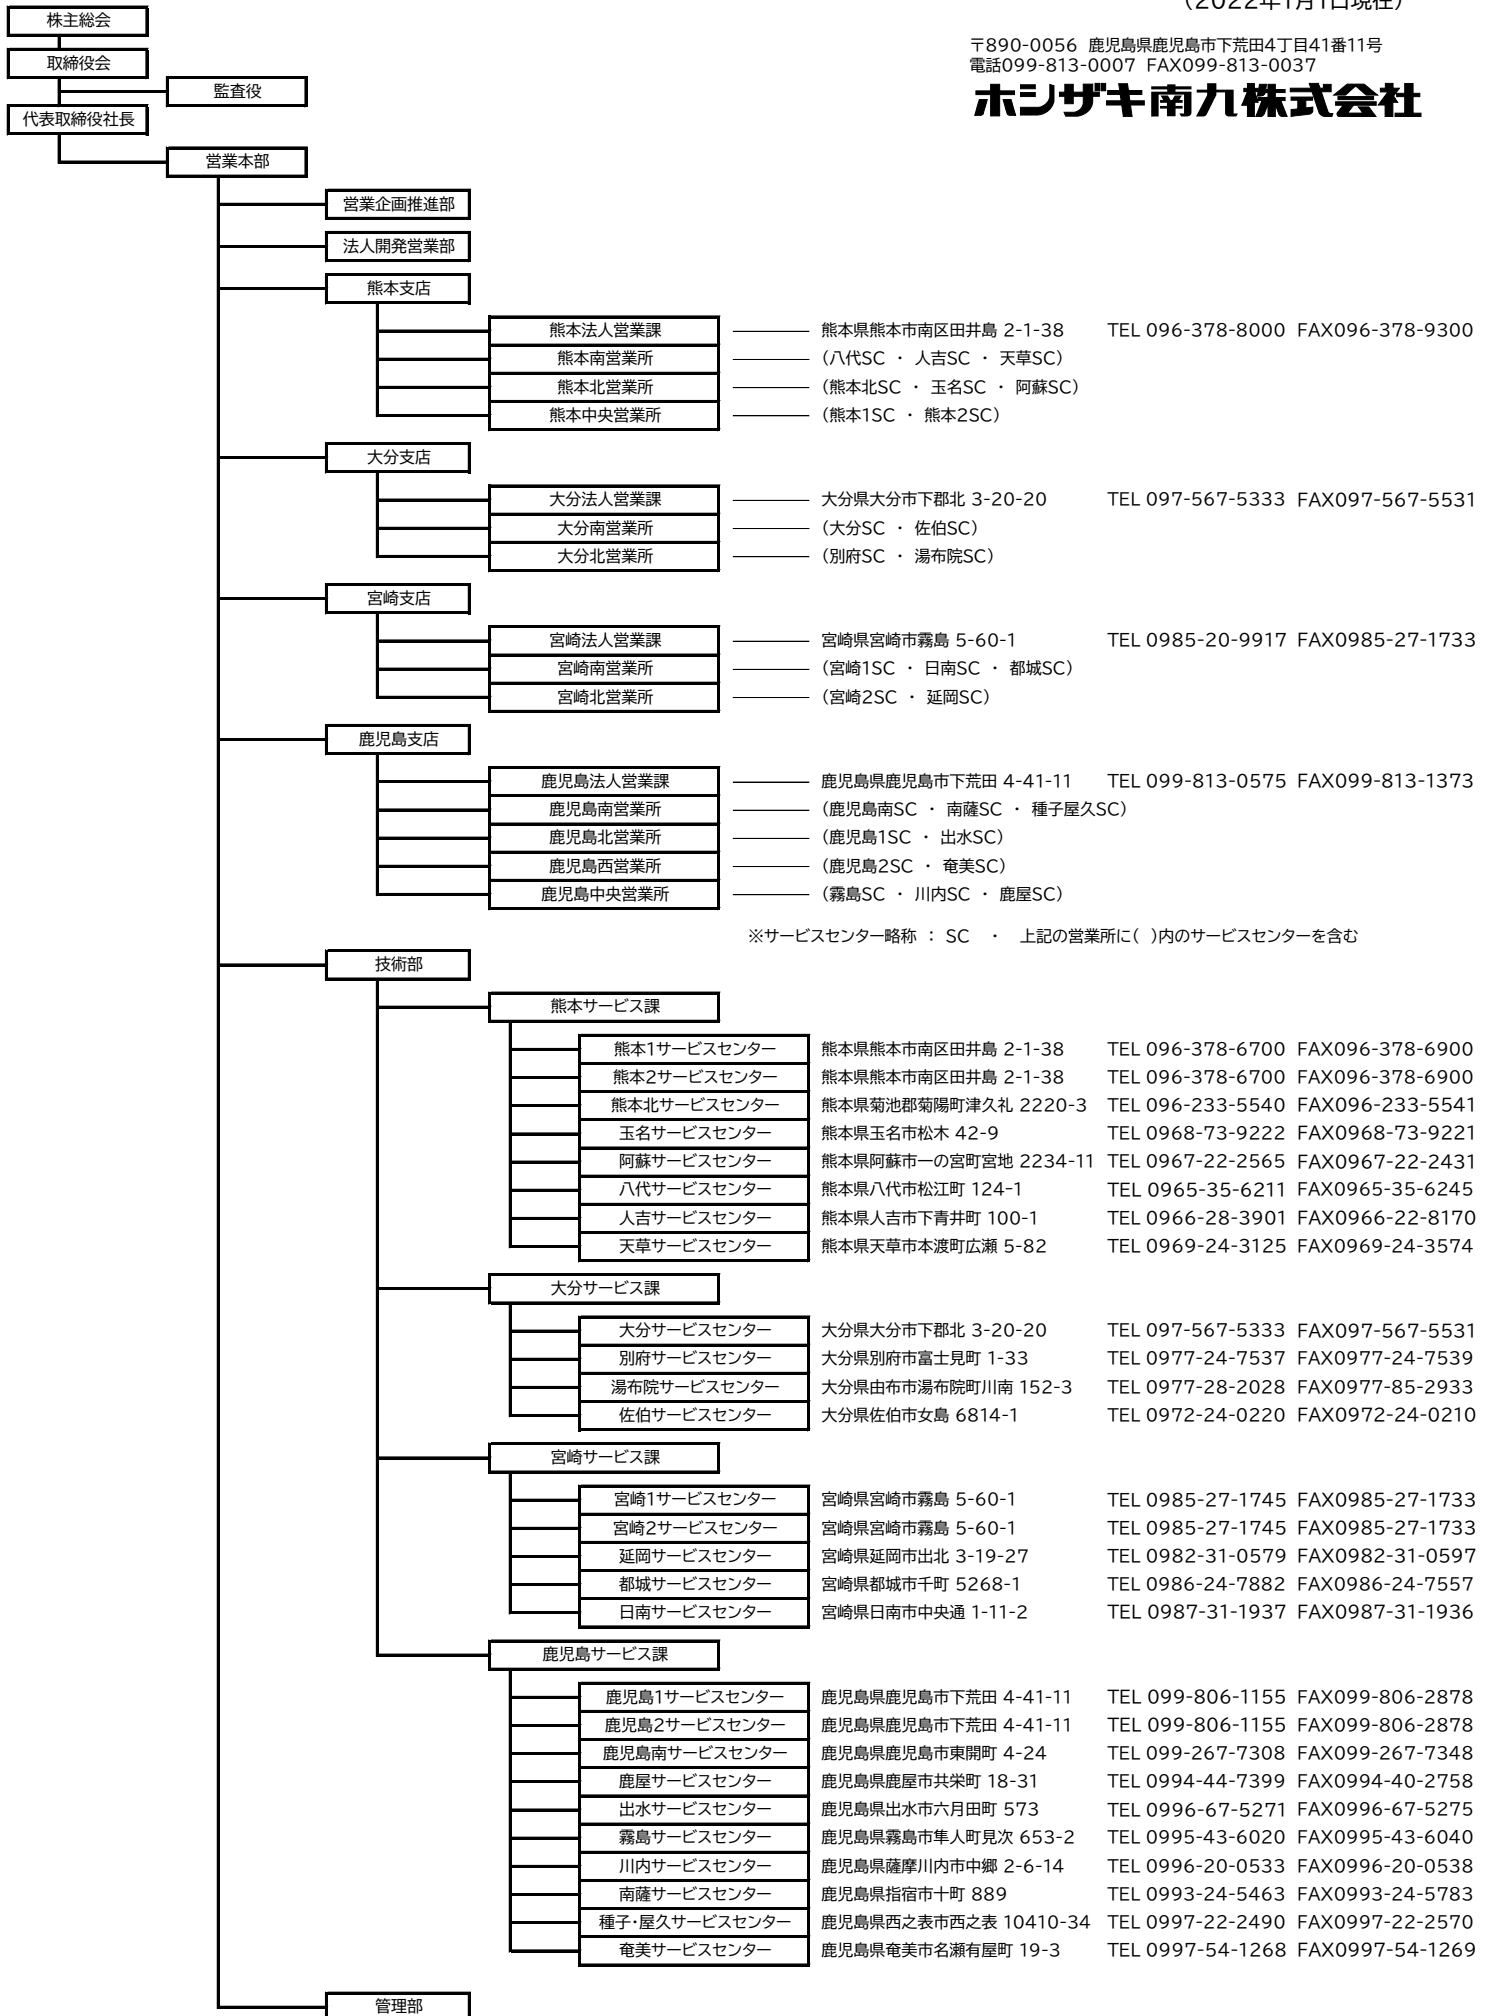 (2022年1月1日現在)
株主総会
取締役会
〒890-0056 鹿児島県鹿児島市下荒田4丁目41番11号
電話099-813-0007 FAX099-813-0037
監査役
ホシザキ南九株式会社
代表取締役社長
営業本部
営業企画推進部
法人開発営業部
熊本支店
熊本法人営業課 熊本県熊本市南区田井島 2-1-38 TEL 096-378-8000 FAX096-378-9300
熊本南営業所 (八代SC ・ 人吉SC ・ 天草SC)
熊本北営業所 (熊本北SC ・ 玉名SC ・ 阿蘇SC)
熊本中央営業所 (熊本1SC ・ 熊本2SC)
大分支店
大分法人営業課 大分県大分市下郡北 3-20-20 TEL 097-567-5333 FAX097-567-5531
大分南営業所 (大分SC ・ 佐伯SC)
大分北営業所 (別府SC ・ 湯布院SC)
宮崎支店
宮崎法人営業課 宮崎県宮崎市霧島 5-60-1 TEL 0985-20-9917 FAX0985-27-1733
宮崎南営業所 (宮崎1SC ・ 日南SC ・ 都城SC)
宮崎北営業所 (宮崎2SC ・ 延岡SC)
鹿児島支店
鹿児島法人営業課 鹿児島県鹿児島市下荒田 4-41-11 TEL 099-813-0575 FAX099-813-1373
鹿児島南営業所 (鹿児島南SC ・ 南薩SC ・ 種子屋久SC)
鹿児島北営業所 (鹿児島1SC ・ 出水SC)
鹿児島西営業所 (鹿児島2SC ・ 奄美SC)
鹿児島中央営業所 (霧島SC ・ 川内SC ・ 鹿屋SC)
※サービスセンター略称 : SC ・ 上記の営業所に( )内のサービスセンターを含む
技術部
熊本サービス課
熊本1サービスセンター 熊本県熊本市南区田井島 2-1-38 TEL 096-378-6700 FAX096-378-6900
熊本2サービスセンター 熊本県熊本市南区田井島 2-1-38 TEL 096-378-6700 FAX096-378-6900
熊本北サービスセンター 熊本県菊池郡菊陽町津久礼 2220-3 TEL 096-233-5540 FAX096-233-5541
玉名サービスセンター 熊本県玉名市松木 42-9 TEL 0968-73-9222 FAX0968-73-9221
阿蘇サービスセンター 熊本県阿蘇市一の宮町宮地 2234-11 TEL 0967-22-2565 FAX0967-22-2431
八代サービスセンター 熊本県八代市松江町 124-1 TEL 0965-35-6211 FAX0965-35-6245
人吉サービスセンター 熊本県人吉市下青井町 100-1 TEL 0966-28-3901 FAX0966-22-8170
天草サービスセンター 熊本県天草市本渡町広瀬 5-82 TEL 0969-24-3125 FAX0969-24-3574
大分サービス課
大分サービスセンター 大分県大分市下郡北 3-20-20 TEL 097-567-5333 FAX097-567-5531
別府サービスセンター 大分県別府市富士見町 1-33 TEL 0977-24-7537 FAX0977-24-7539
湯布院サービスセンター 大分県由布市湯布院町川南 152-3 TEL 0977-28-2028 FAX0977-85-2933
佐伯サービスセンター 大分県佐伯市女島 6814-1 TEL 0972-24-0220 FAX0972-24-0210
宮崎サービス課
宮崎1サービスセンター 宮崎県宮崎市霧島 5-60-1 TEL 0985-27-1745 FAX0985-27-1733
宮崎2サービスセンター 宮崎県宮崎市霧島 5-60-1 TEL 0985-27-1745 FAX0985-27-1733
延岡サービスセンター 宮崎県延岡市出北 3-19-27 TEL 0982-31-0579 FAX0982-31-0597
都城サービスセンター 宮崎県都城市千町 5268-1 TEL 0986-24-7882 FAX0986-24-7557
日南サービスセンター 宮崎県日南市中央通 1-11-2 TEL 0987-31-1937 FAX0987-31-1936
鹿児島サービス課
鹿児島1サービスセンター 鹿児島県鹿児島市下荒田 4-41-11 TEL 099-806-1155 FAX099-806-2878
鹿児島2サービスセンター 鹿児島県鹿児島市下荒田 4-41-11 TEL 099-806-1155 FAX099-806-2878
鹿児島南サービスセンター 鹿児島県鹿児島市東開町 4-24 TEL 099-267-7308 FAX099-267-7348
鹿屋サービスセンター 鹿児島県鹿屋市共栄町 18-31 TEL 0994-44-7399 FAX0994-40-2758
出水サービスセンター 鹿児島県出水市六月田町 573 TEL 0996-67-5271 FAX0996-67-5275
霧島サービスセンター 鹿児島県霧島市隼人町見次 653-2 TEL 0995-43-6020 FAX0995-43-6040
川内サービスセンター 鹿児島県薩摩川内市中郷 2-6-14 TEL 0996-20-0533 FAX0996-20-0538
南薩サービスセンター 鹿児島県指宿市十町 889 TEL 0993-24-5463 FAX0993-24-5783
種子・屋久サービスセンター 鹿児島県西之表市西之表 10410-34 TEL 0997-22-2490 FAX0997-22-2570
奄美サービスセンター 鹿児島県奄美市名瀬有屋町 19-3 TEL 0997-54-1268 FAX0997-54-1269
管理部